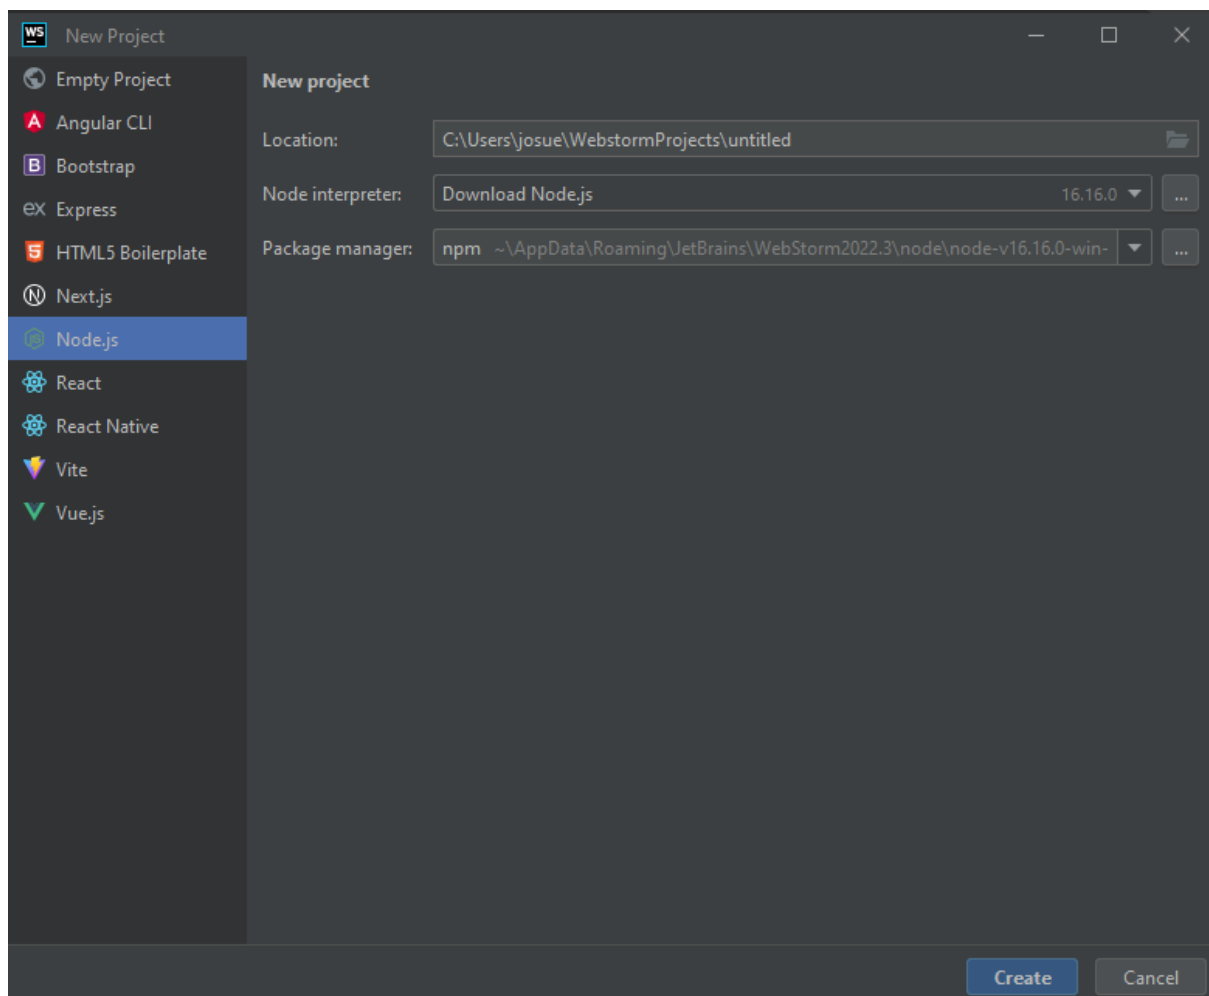 WS New Project
Empty Project
Angular CLI
Bootstrap
ex Express
HTML5 Boilerplate
Next.js
Node.js
React
React Native
Vite
Vue.js
New project
Location: C:\Users\josue\WebstormProjects\untitled
Node interpreter: Download Node.js 16.16.0 ...
Package manager: npm ~\AppData\Roaming\JetBrains\WebStorm2022.3\node\node-v16.16.0-win- ...
Create Cancel